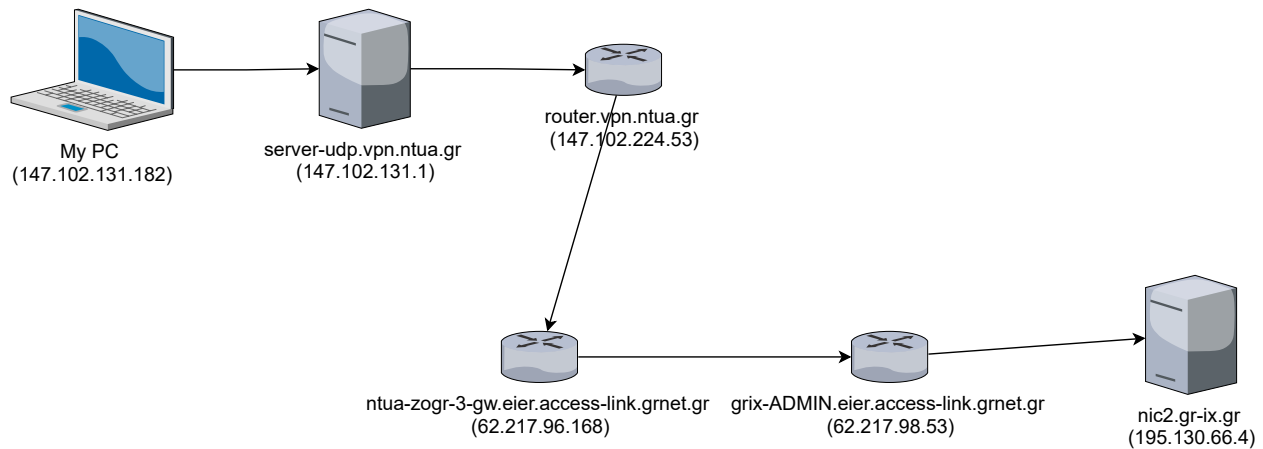 My PC
(147.102.131.182)
server-udp.vpn.ntua.gr
(147.102.131.1)
router.vpn.ntua.gr
(147.102.224.53)
ntua-zogr-3-gw.eier.access-link.grnet.gr
(62.217.96.168)
grix-ADMIN.eier.access-link.grnet.gr
(62.217.98.53)
nic2.gr-ix.gr
(195.130.66.4)